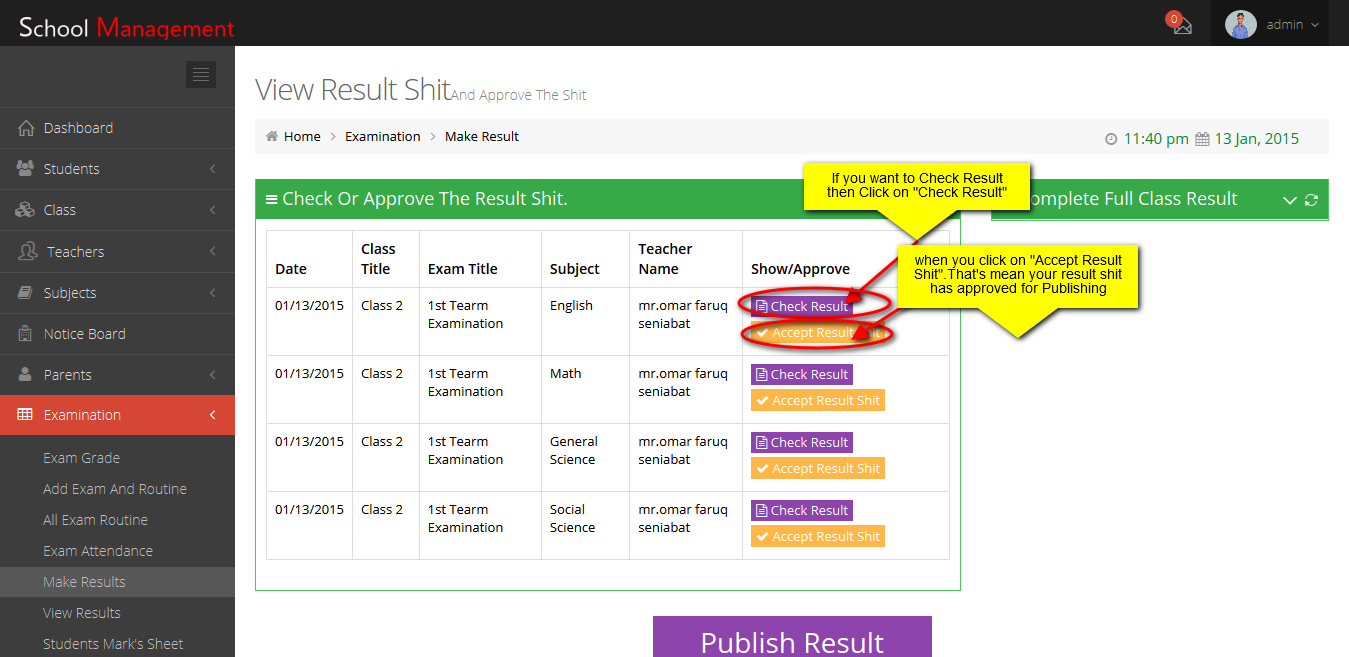 School Management
0
admin
Dashboard
Students
Class
Teachers
Subjects
Notice Board
Parents
Examination
Exam Grade
Add Exam And Routine
All Exam Routine
Exam Attendance
Make Results
View Results
Students Mark's Sheet
View Result Shit And Approve The Shit
Home > Examination > Make Result
11:40 pm 13 Jan, 2015
If you want to Check Result
then Click on "Check Result"
Check Or Approve The Result Shit.
omplete Full Class Result
when you click on "Accept Result
Shit".That's mean your result shit
has approved for Publishing
Date Class Title Exam Title Subject Teacher Name Show/Approve
01/13/2015 Class 2 1st Tearm Examination English mr.omar faruq seniabat Check Result
Accept Result it
01/13/2015 Class 2 1st Tearm Examination Math mr.omar faruq seniabat Check Result
Accept Result Shit
01/13/2015 Class 2 1st Tearm Examination General Science mr.omar faruq seniabat Check Result
Accept Result Shit
01/13/2015 Class 2 1st Tearm Examination Social Science mr.omar faruq seniabat Check Result
Accept Result Shit
Publish Result